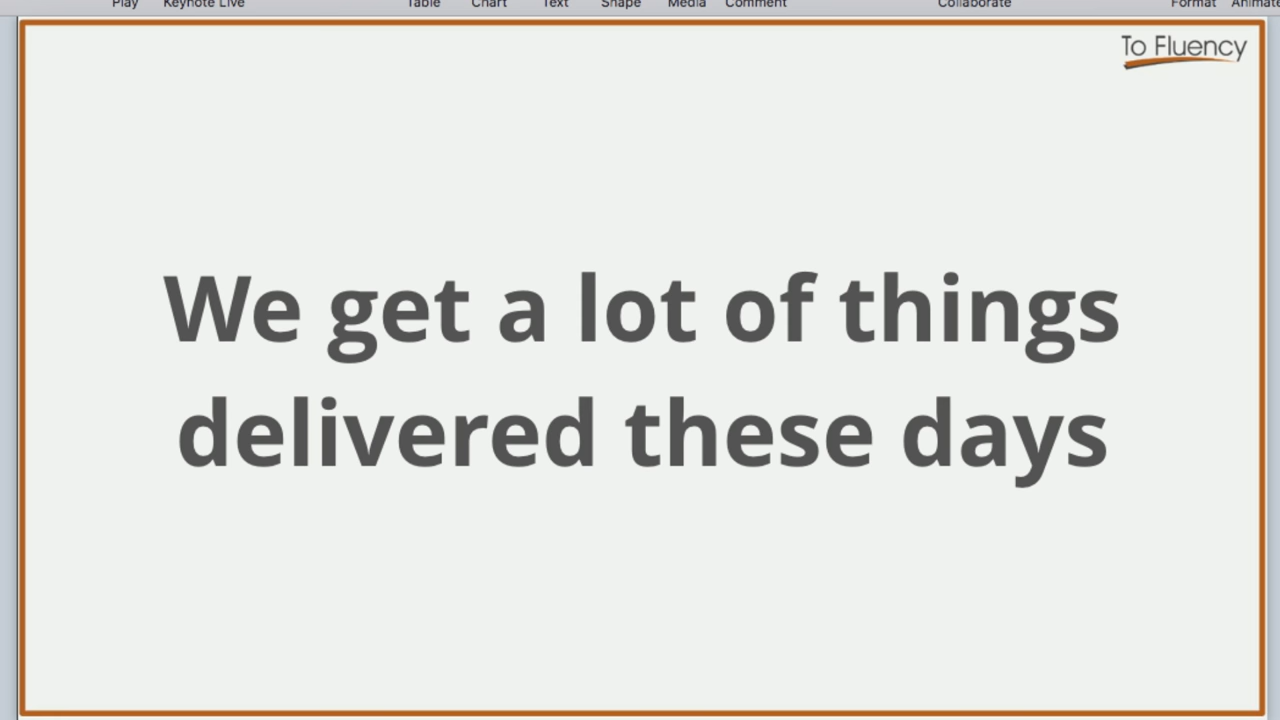 Play Keynote Live Table Chart Text Shape Media Comment Collaborate Format Animate
To Fluency
We get a lot of things
delivered these days